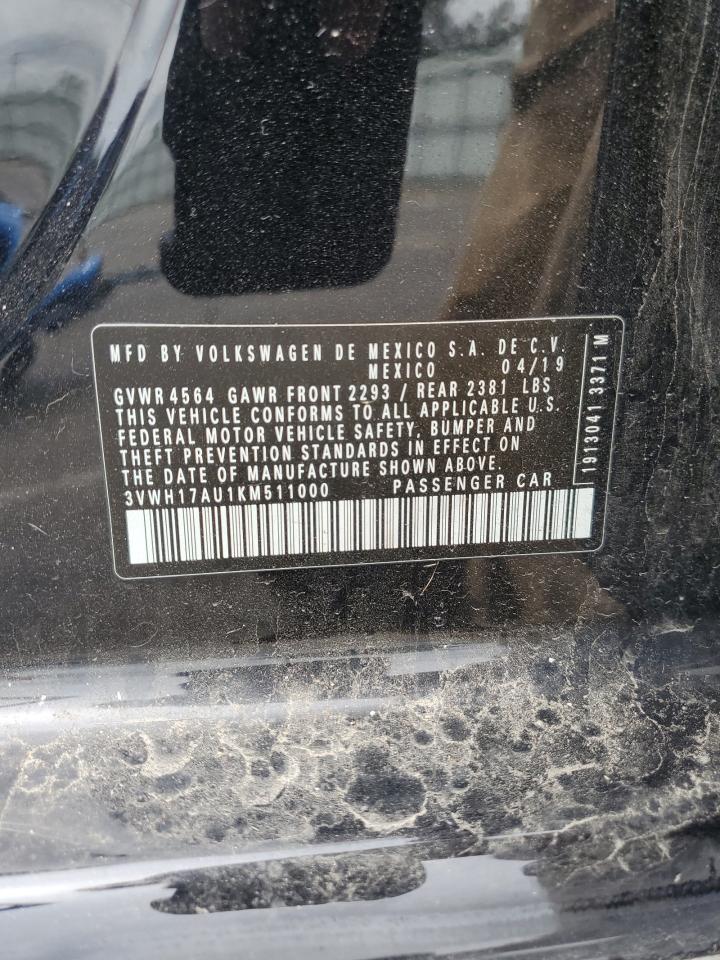 MFD BY VOLKSWAGEN DE MEXICO S.A. DE C.V.
MEXICO 04/19
GVWR 4564 GAWR FRONT 2293 / REAR 2381 LBS
THIS VEHICLE CONFORMS TO ALL APPLICABLE U.S.
FEDERAL MOTOR VEHICLE SAFETY, BUMPER AND
THEFT PREVENTION STANDARDS IN EFFECT ON
THE DATE OF MANUFACTURE SHOWN ABOVE.
3VWH17AU1KM511000 PASSENGER CAR
1913041 3371 M